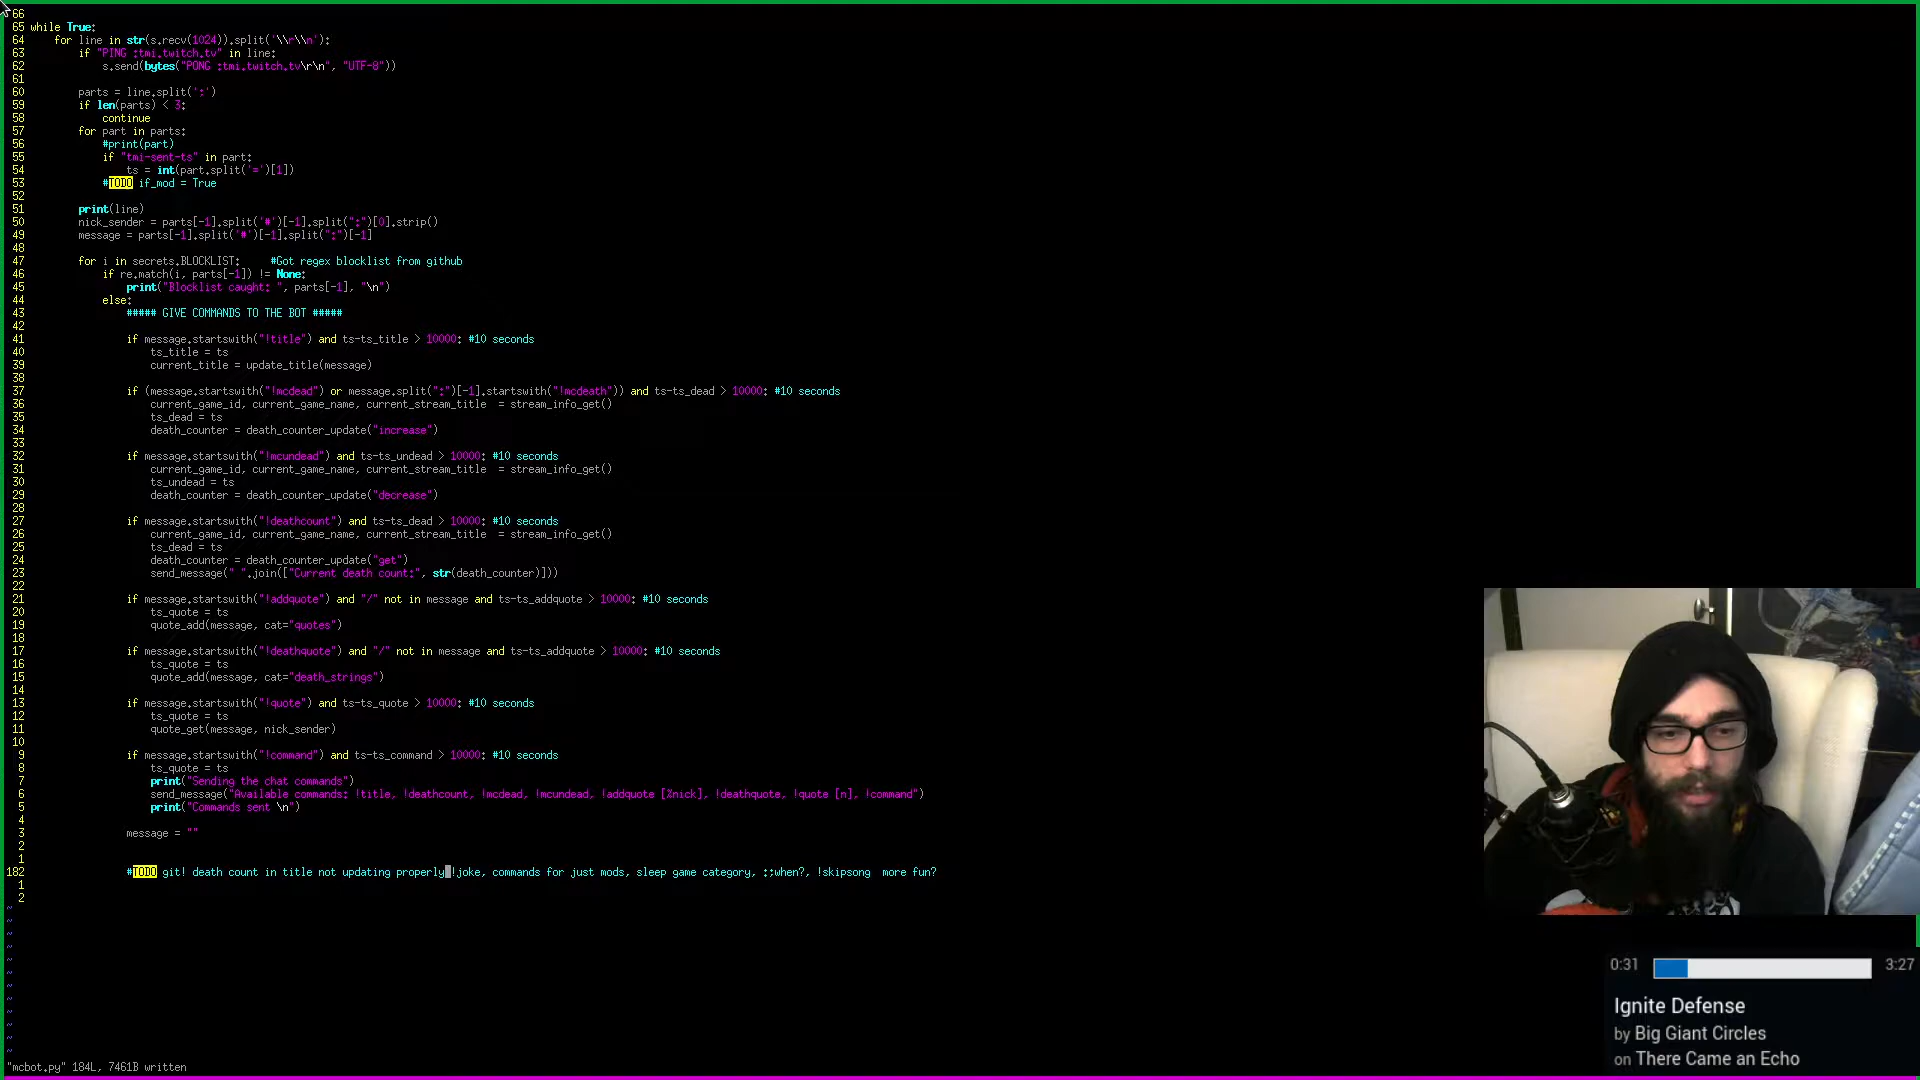 66
65 while True:
64     for line in str(s.recv(1024)).split('\\r\\n'):
63         if "PING :tmi.twitch.tv" in line:
62             s.send(bytes("PONG :tmi.twitch.tv\r\n", "UTF-8"))
61
60         parts = line.split(';')
59         if len(parts) < 3:
58             continue
57         for part in parts:
56             #print(part)
55             if "tmi-sent-ts" in part:
54                 ts = int(part.split('=')[1])
53             #TODO if_mod = True
52
51         print(line)
50         nick_sender = parts[-1].split('#')[-1].split(":")[0].strip()
49         message = parts[-1].split('#')[-1].split(":")[-1]
48
47         for i in secrets.BLOCKLIST:     #Got regex blocklist from github
46             if re.match(i, parts[-1]) != None:
45                 print("Blocklist caught: ", parts[-1], "\n")
44             else:
43                 ##### GIVE COMMANDS TO THE BOT #####
42
41                 if message.startswith("!title") and ts-ts_title > 10000: #10 seconds
40                     ts_title = ts
39                     current_title = update_title(message)
38
37                 if (message.startswith("!mcdead") or message.split(":")[-1].startswith("!mcdeath")) and ts-ts_dead > 10000: #10 seconds
36                     current_game_id, current_game_name, current_stream_title  = stream_info_get()
35                     ts_dead = ts
34                     death_counter = death_counter_update("increase")
33
32                 if message.startswith("!mcundead") and ts-ts_undead > 10000: #10 seconds
31                     current_game_id, current_game_name, current_stream_title  = stream_info_get()
30                     ts_undead = ts
29                     death_counter = death_counter_update("decrease")
28
27                 if message.startswith("!deathcount") and ts-ts_dead > 10000: #10 seconds
26                     current_game_id, current_game_name, current_stream_title  = stream_info_get()
25                     ts_dead = ts
24                     death_counter = death_counter_update("get")
23                     send_message(" ".join(["Current death count:", str(death_counter)]))
22
21                 if message.startswith("!addquote") and "/" not in message and ts-ts_addquote > 10000: #10 seconds
20                     ts_quote = ts
19                     quote_add(message, cat="quotes")
18
17                 if message.startswith("!deathquote") and "/" not in message and ts-ts_addquote > 10000: #10 seconds
16                     ts_quote = ts
15                     quote_add(message, cat="death_strings")
14
13                 if message.startswith("!quote") and ts-ts_quote > 10000: #10 seconds
12                     ts_quote = ts
11                     quote_get(message, nick_sender)
10
9                 if message.startswith("!command") and ts-ts_command > 10000: #10 seconds
8                     ts_quote = ts
7                     print("Sending the chat commands")
6                     send_message("Available commands: !title, !deathcount, !mcdead, !mcundead, !addquote [%nick], !deathquote, !quote [n], !command")
5                     print("Commands sent \n")
4
3                 message = ""
2
1
182                 #TODO git! death count in title not updating properly !joke, commands for just mods, sleep game category, :;when?, !skipsong  more fun?
1
2
~
~
~
~
~
~
~
~
~
~
~
~
"mcbot.py" 184L, 7461B written
0:31 3:27
Ignite Defense
by Big Giant Circles
on There Came an Echo